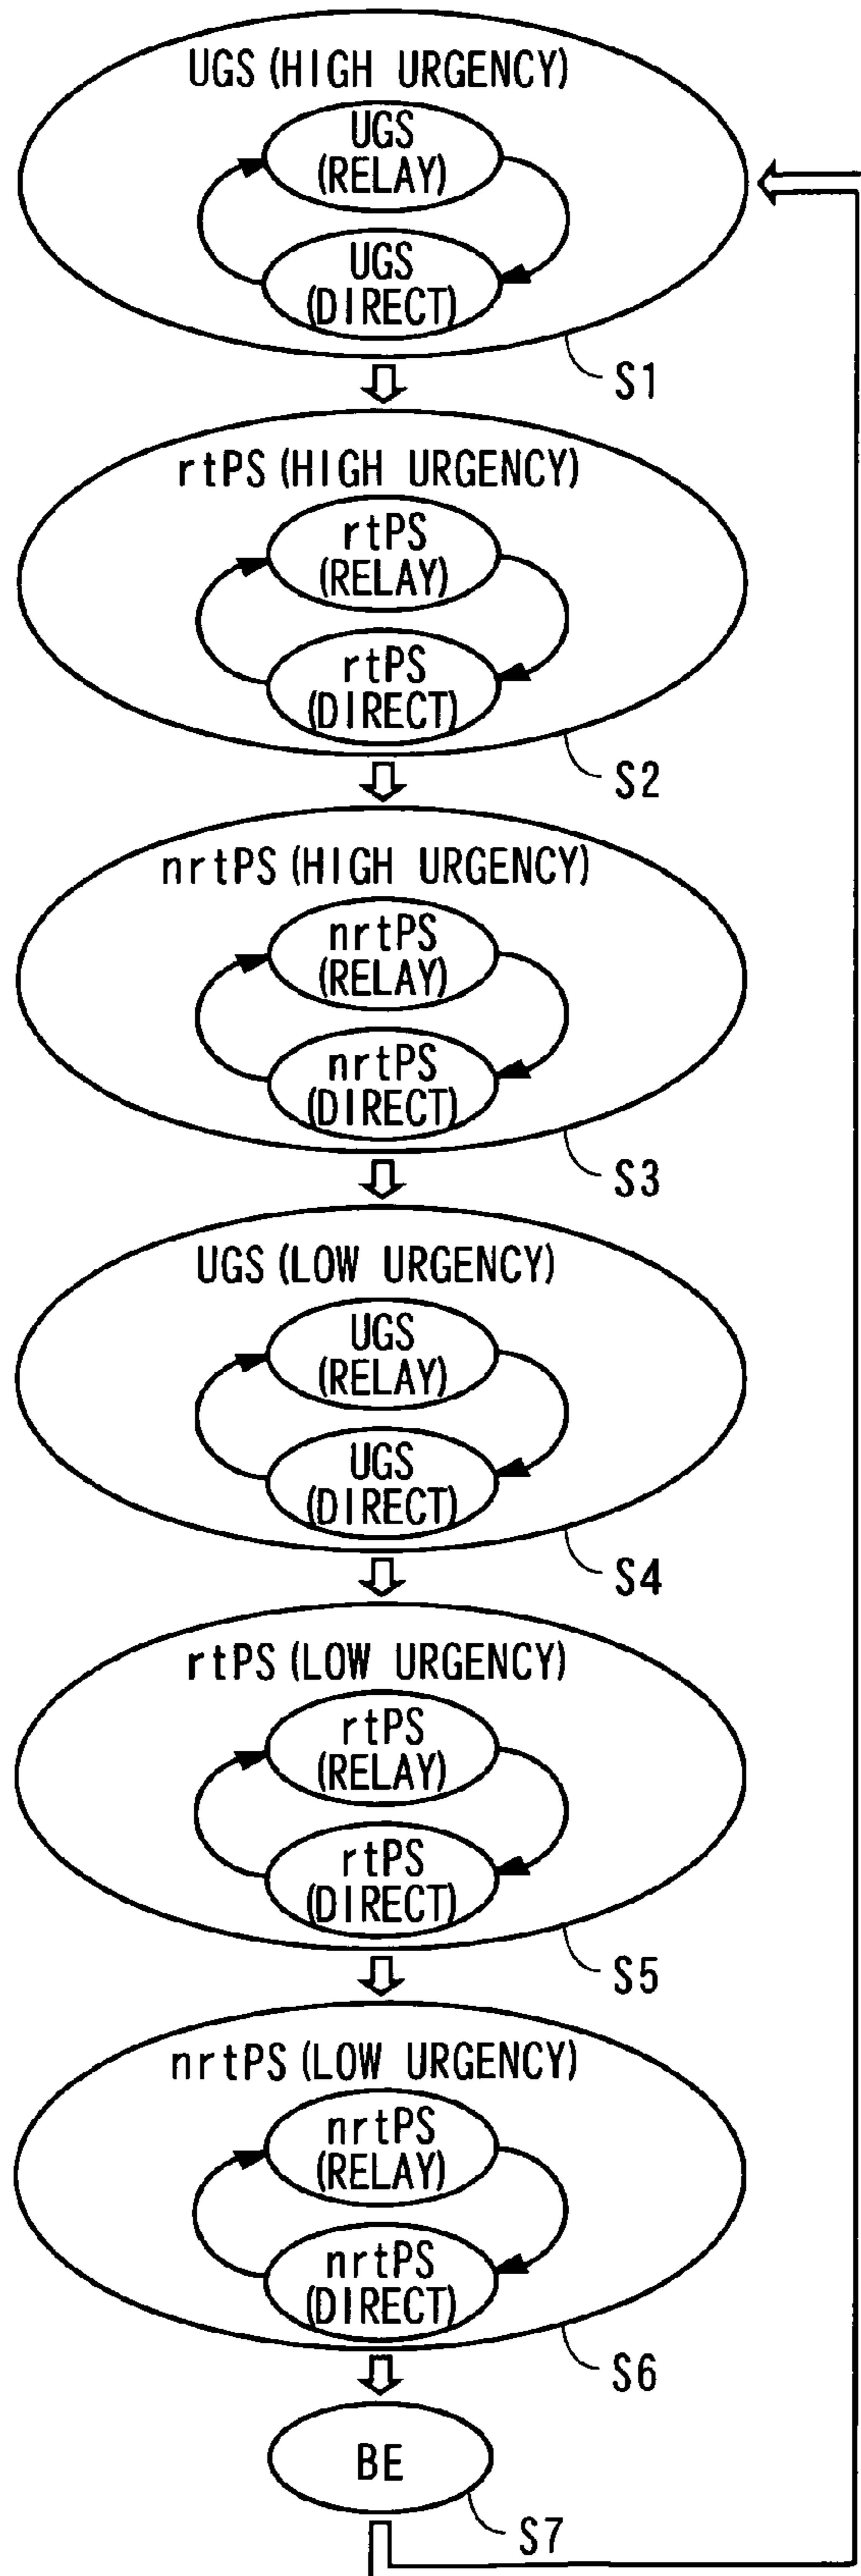 UGS (HIGH URGENCY)
UGS
(RELAY)
UGS
(DIRECT)
S1
rtPS (HIGH URGENCY)
rtPS
(RELAY)
rtPS
(DIRECT)
S2
nrtPS (HIGH URGENCY)
nrtPS
(RELAY)
nrtPS
(DIRECT)
S3
UGS (LOW URGENCY)
UGS
(RELAY)
UGS
(DIRECT)
S4
rtPS (LOW URGENCY)
rtPS
(RELAY)
rtPS
(DIRECT)
S5
nrtPS (LOW URGENCY)
nrtPS
(RELAY)
nrtPS
(DIRECT)
S6
BE
S7